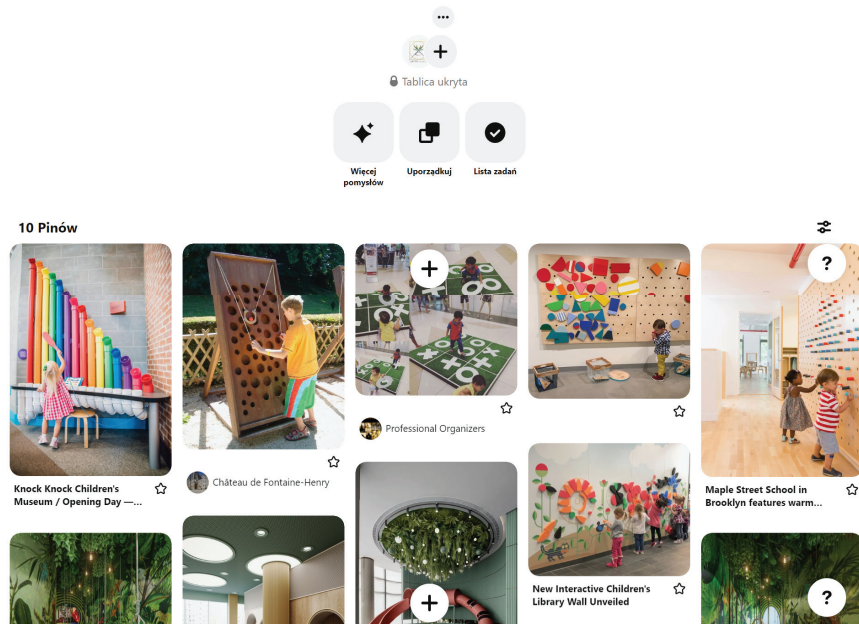 Tablica ukryta
Więcej
pomysłów
Uporządkuj
Lista zadań
10 Pinów
Knock Knock Children's
Museum / Opening Day —...
Château de Fontaine-Henry
Professional Organizers
New Interactive Children's
Library Wall Unveiled
Maple Street School in
Brooklyn features warm...
?
?